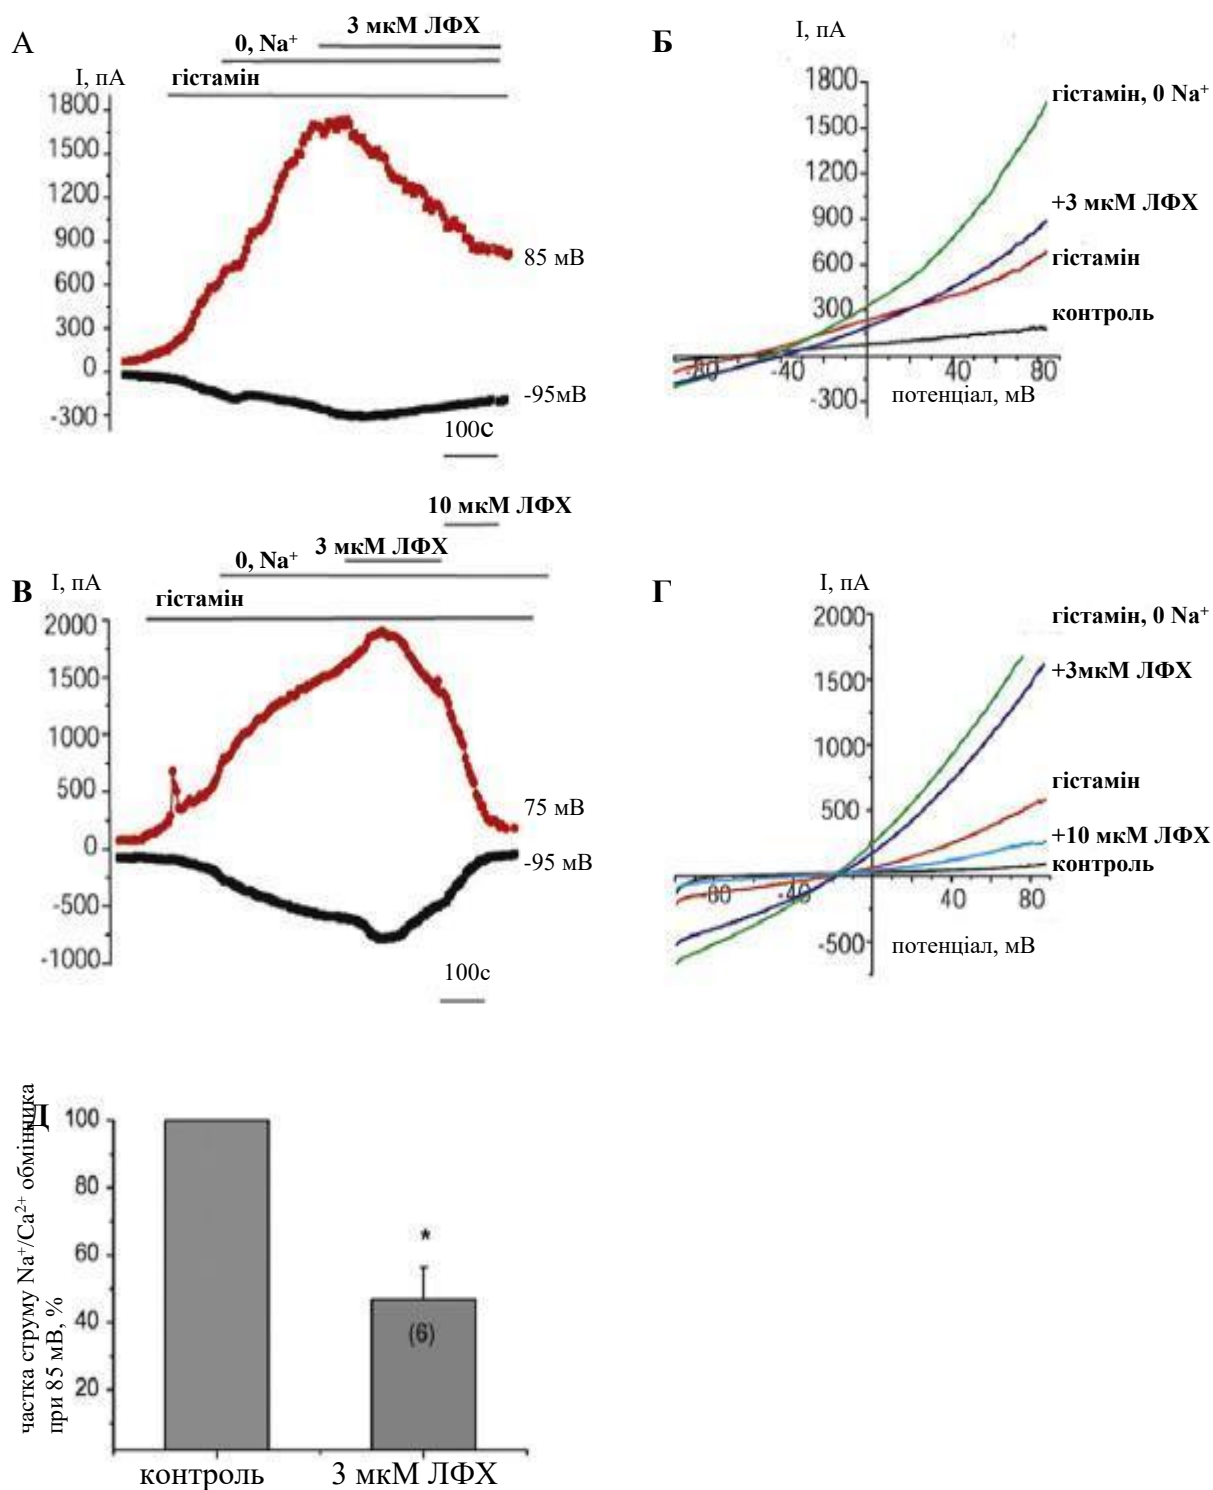 А
3 мкМ ЛФХ
0, Na⁺
гістамін
I, пА
1800
1500
1200
900
600
300
0
-300
85 мВ
-95мВ
100с
Б
I, пА
1800
1500
1200
900
600
300
-300
-80
-40
40
80
потенціал, мВ
гістамін, 0 Na⁺
+3 мкМ ЛФХ
гістамін
контроль
10 мкМ ЛФХ
3 мкМ ЛФХ
0, Na⁺
гістамін
В
I, пА
2000
1500
1000
500
0
-500
-1000
75 мВ
-95 мВ
100с
Г
I, пА
2000
1500
1000
500
-500
-80
-40
40
80
потенціал, мВ
гістамін, 0 Na⁺
+3мкМ ЛФХ
гістамін
+10 мкМ ЛФХ
контроль
Д
частка струму Na⁺/Ca²⁺ обмінника
при 85 мВ, %
100
80
60
40
20
*
(6)
контроль
3 мкМ ЛФХ